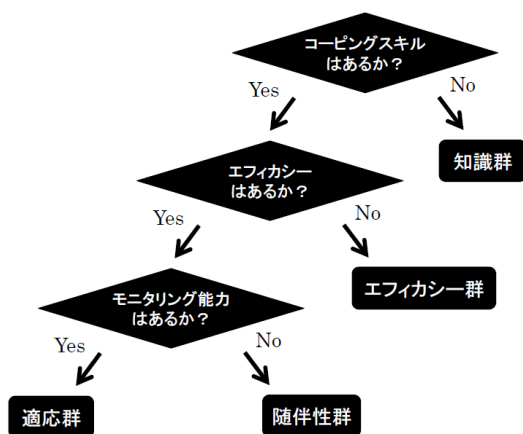 コーピングスキル
はあるか？
Yes
No
知識群
エフィカシー
はあるか？
Yes
No
エフィカシー群
モニタリング能力
はあるか？
Yes
No
適応群
随伴性群